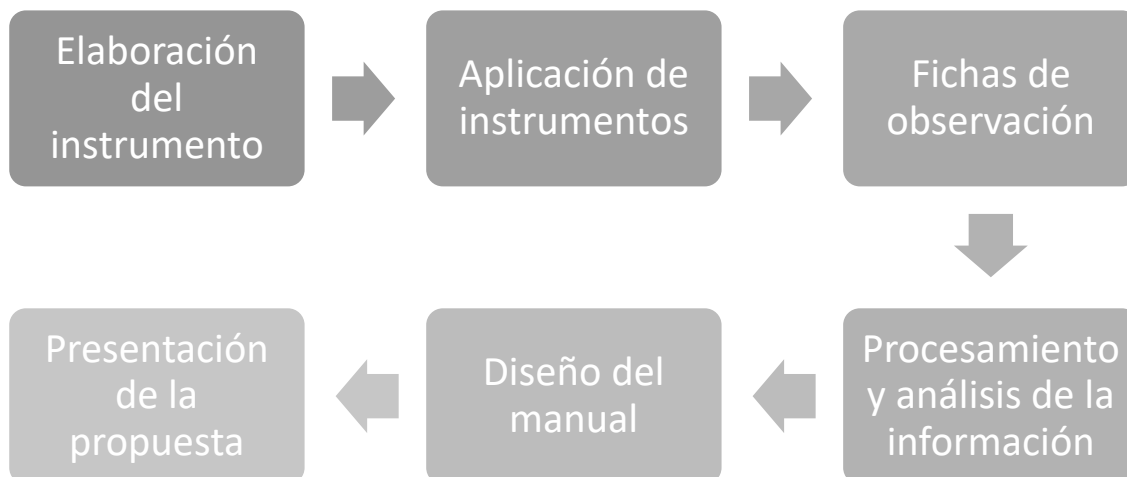 Elaboración
del
instrumento
Aplicación de
instrumentos
Fichas de
observación
Procesamiento
y análisis de la
información
Diseño del
manual
Presentación
de la
propuesta